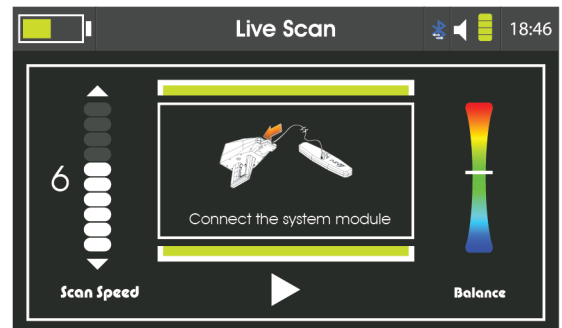 Live Scan
18:46
6
Connect the system module
Scan Speed
Balance